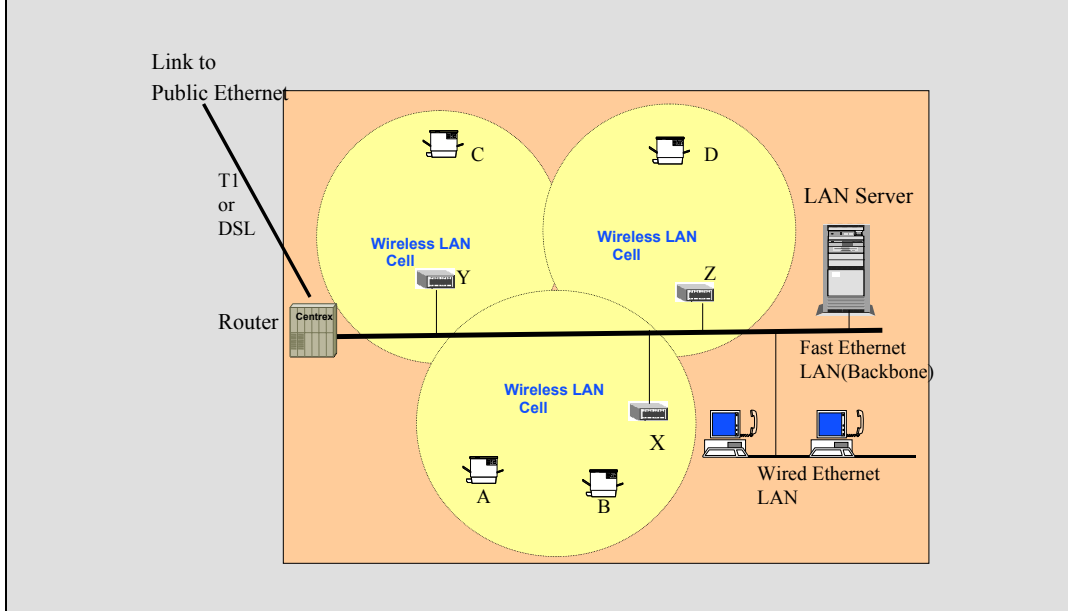 Link to
Public Ethernet
T1
or
DSL
C
D
LAN Server
Wireless LAN
Cell
Y
Wireless LAN
Cell
Z
Router
Centrex
Fast Ethernet
LAN(Backbone)
Wireless LAN
Cell
X
A
B
Wired Ethernet
LAN